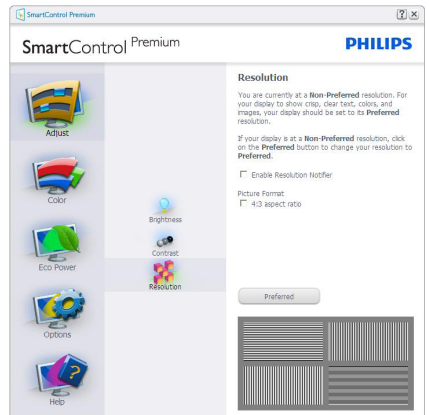 SmartControl Premium
SmartControl Premium
PHILIPS
Adjust
Color
Eco Power
Options
Help
Brightness
Contrast
Resolution
Resolution
You are currently at a Non-Preferred resolution. For
your display to show crisp, clear text, colors, and
images, your display should be set to its Preferred
resolution.
If your display is at a Non-Preferred resolution, click
on the Preferred button to change your resolution to
Preferred.
Enable Resolution Notifier
Picture Format
4:3 aspect ratio
Preferred